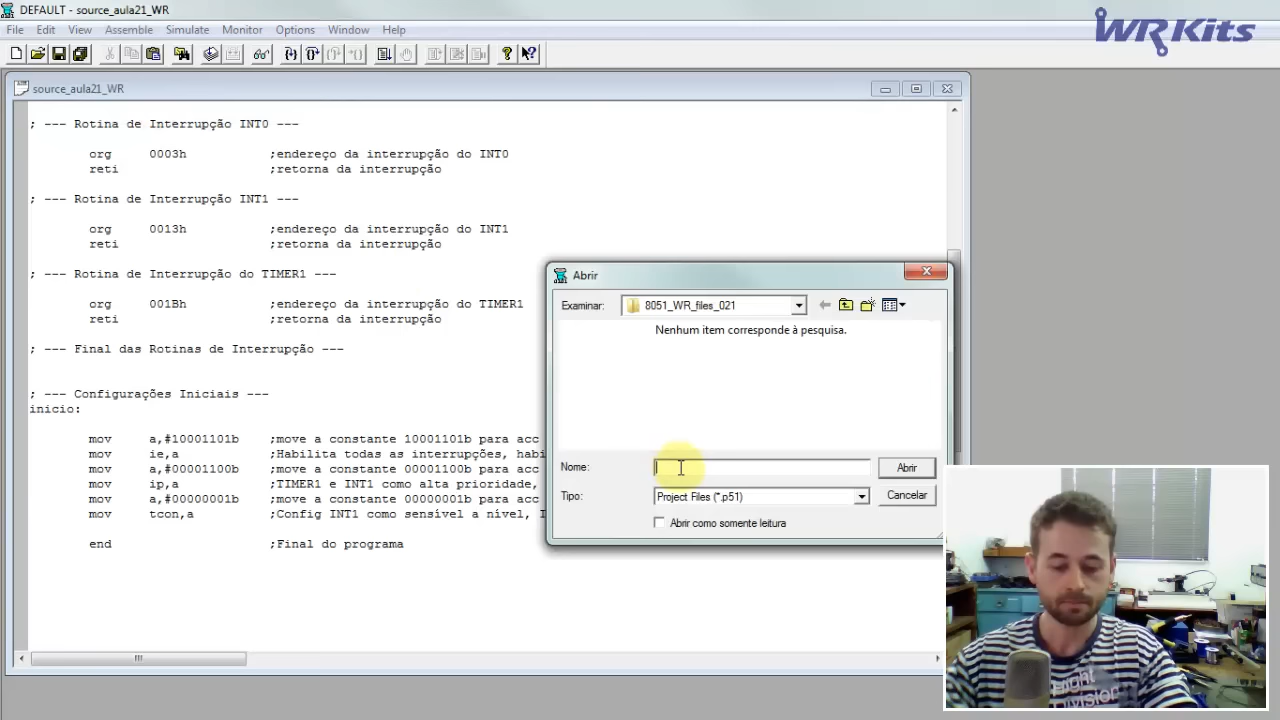 DEFAULT - source_aula21_WR
File Edit View Assemble Simulate Monitor Options Window Help
WR Kits
source_aula21_WR
; --- Rotina de Interrupção INT0 ---
org 0003h ;endereço da interrupção do INT0
reti ;retorna da interrupção
; --- Rotina de Interrupção INT1 ---
org 0013h ;endereço da interrupção do INT1
reti ;retorna da interrupção
; --- Rotina de Interrupção do TIMER1 ---
org 001Bh ;endereço da interrupção do TIMER1
reti ;retorna da interrupção
; --- Final das Rotinas de Interrupção ---
; --- Configurações Iniciais ---
inicio:
mov a,#10001101b ;move a constante 10001101b para acc
mov ie,a ;Habilita todas as interrupções, habi
mov a,#00001100b ;move a constante 00001100b para acc
mov ip,a ;TIMER1 e INT1 como alta prioridade,
mov a,#00000001b ;move a constante 00000001b para acc
mov tcon,a ;Config INT1 como sensível a nível, I
end ;Final do programa
Abrir
Examinar: 8051_WR_files_021
Nenhum item corresponde à pesquisa.
Nome: Abrir
Tipo: Project Files (*.p51) Cancelar
Abrir como somente leitura
Division